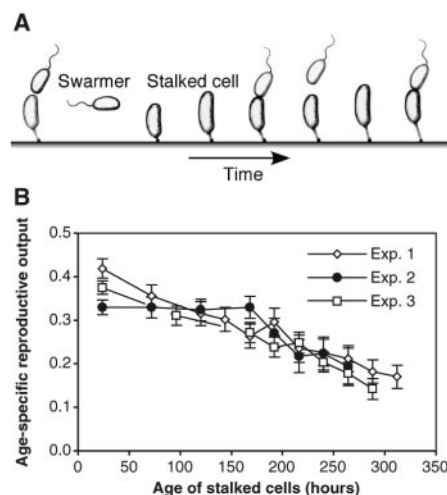 A
Swarmer Stalked cell
Time
B
Age-specific reproductive output
0.5
0.4
0.3
0.2
0.1
0.0
Exp. 1
Exp. 2
Exp. 3
0 50 100 150 200 250 300 350
Age of stalked cells (hours)